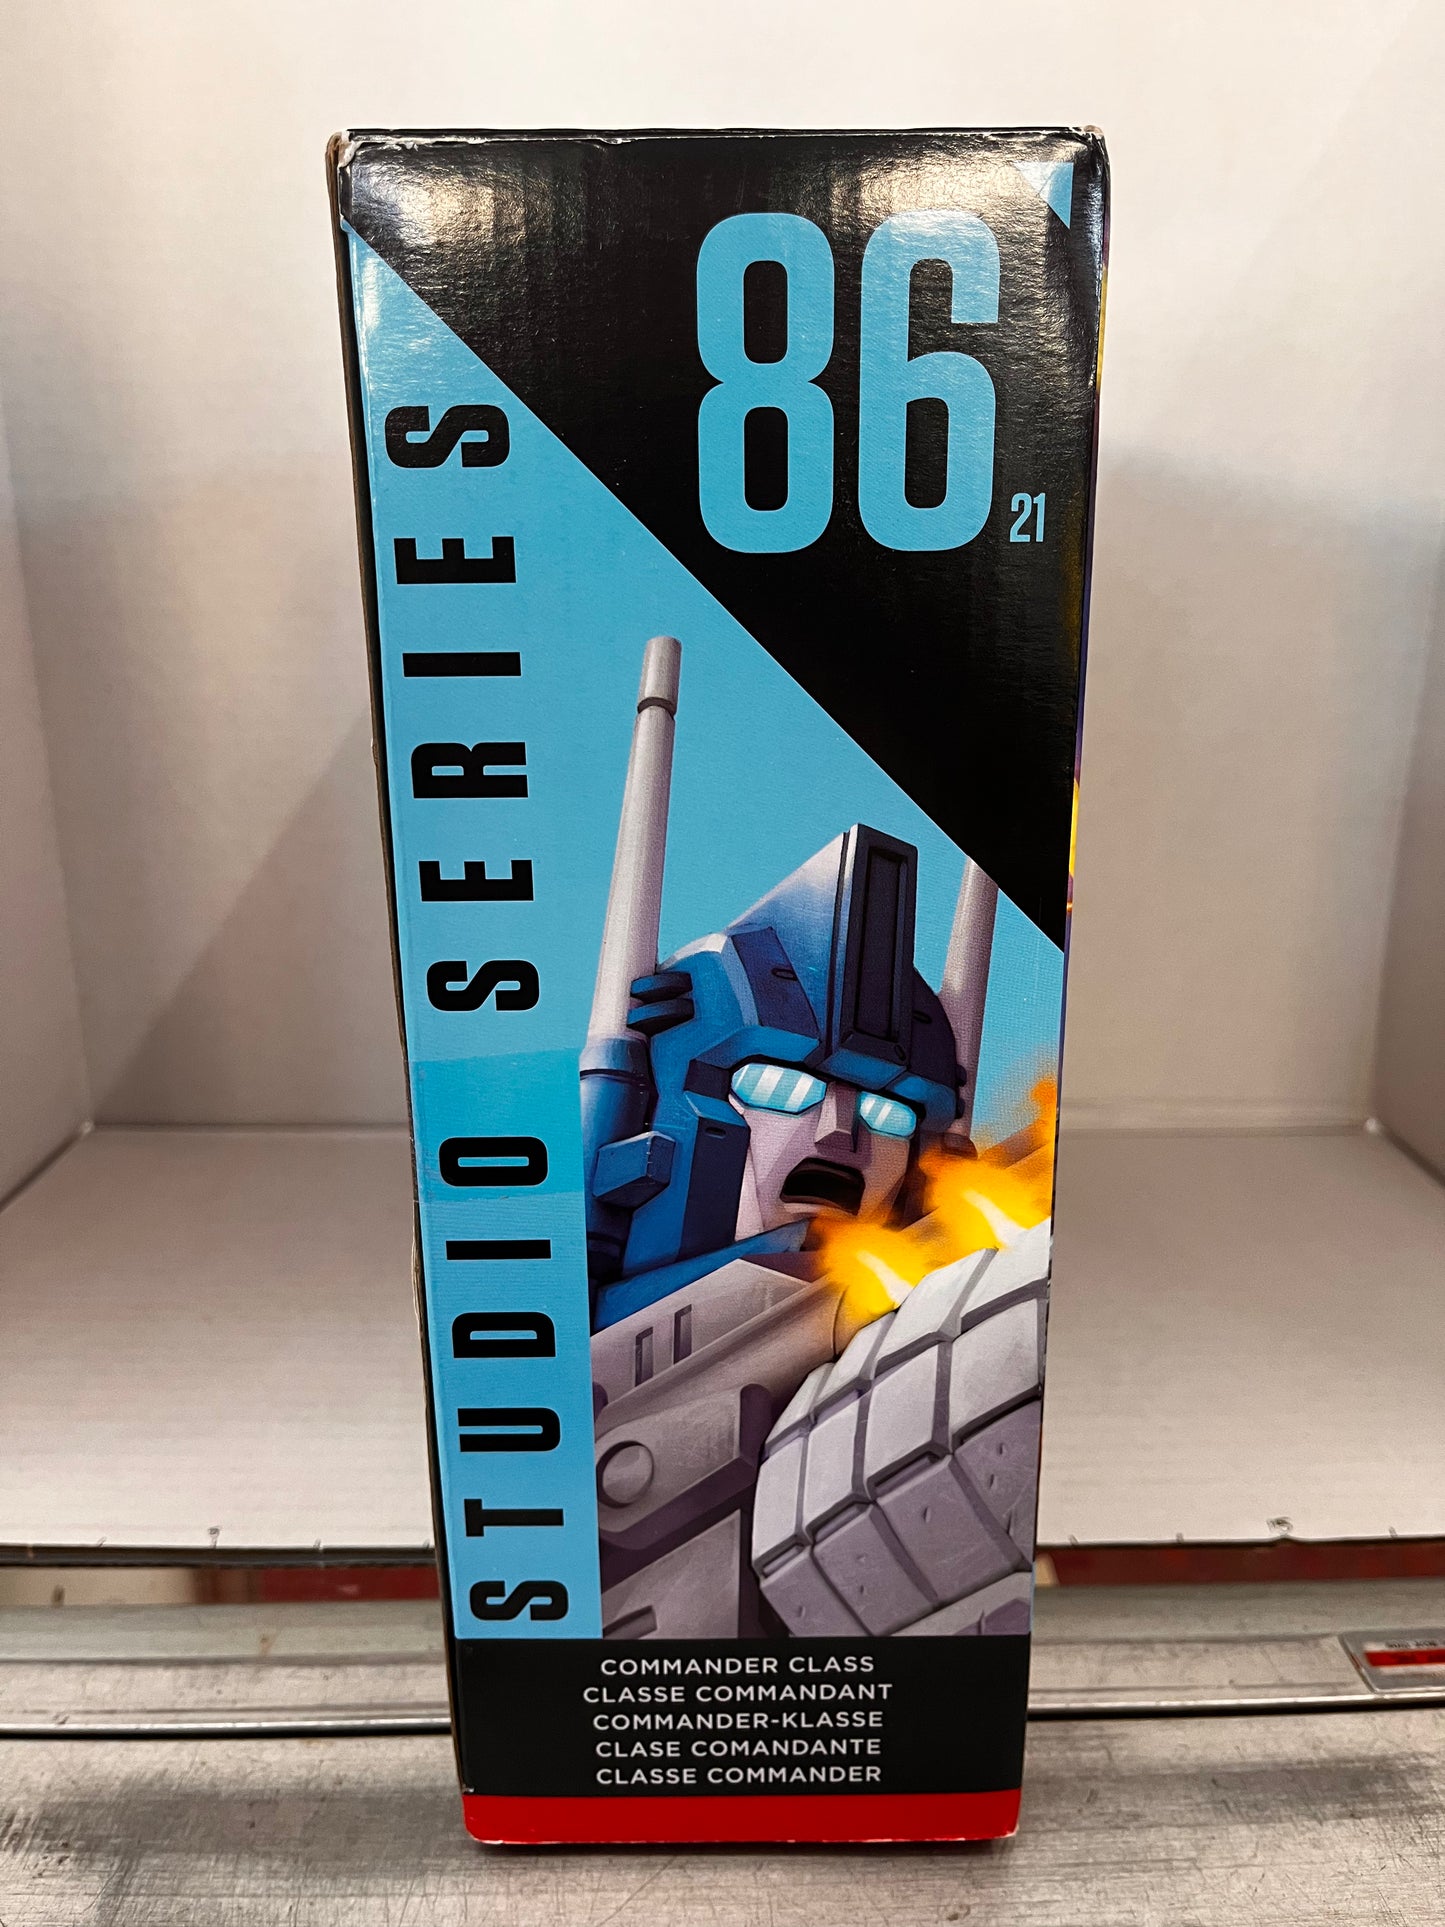 86
21
STUDIO SERIES
COMMANDER CLASS
CLASSE COMMANDANT
COMMANDER-KLASSE
CLASE COMANDANTE
CLASSE COMMANDER